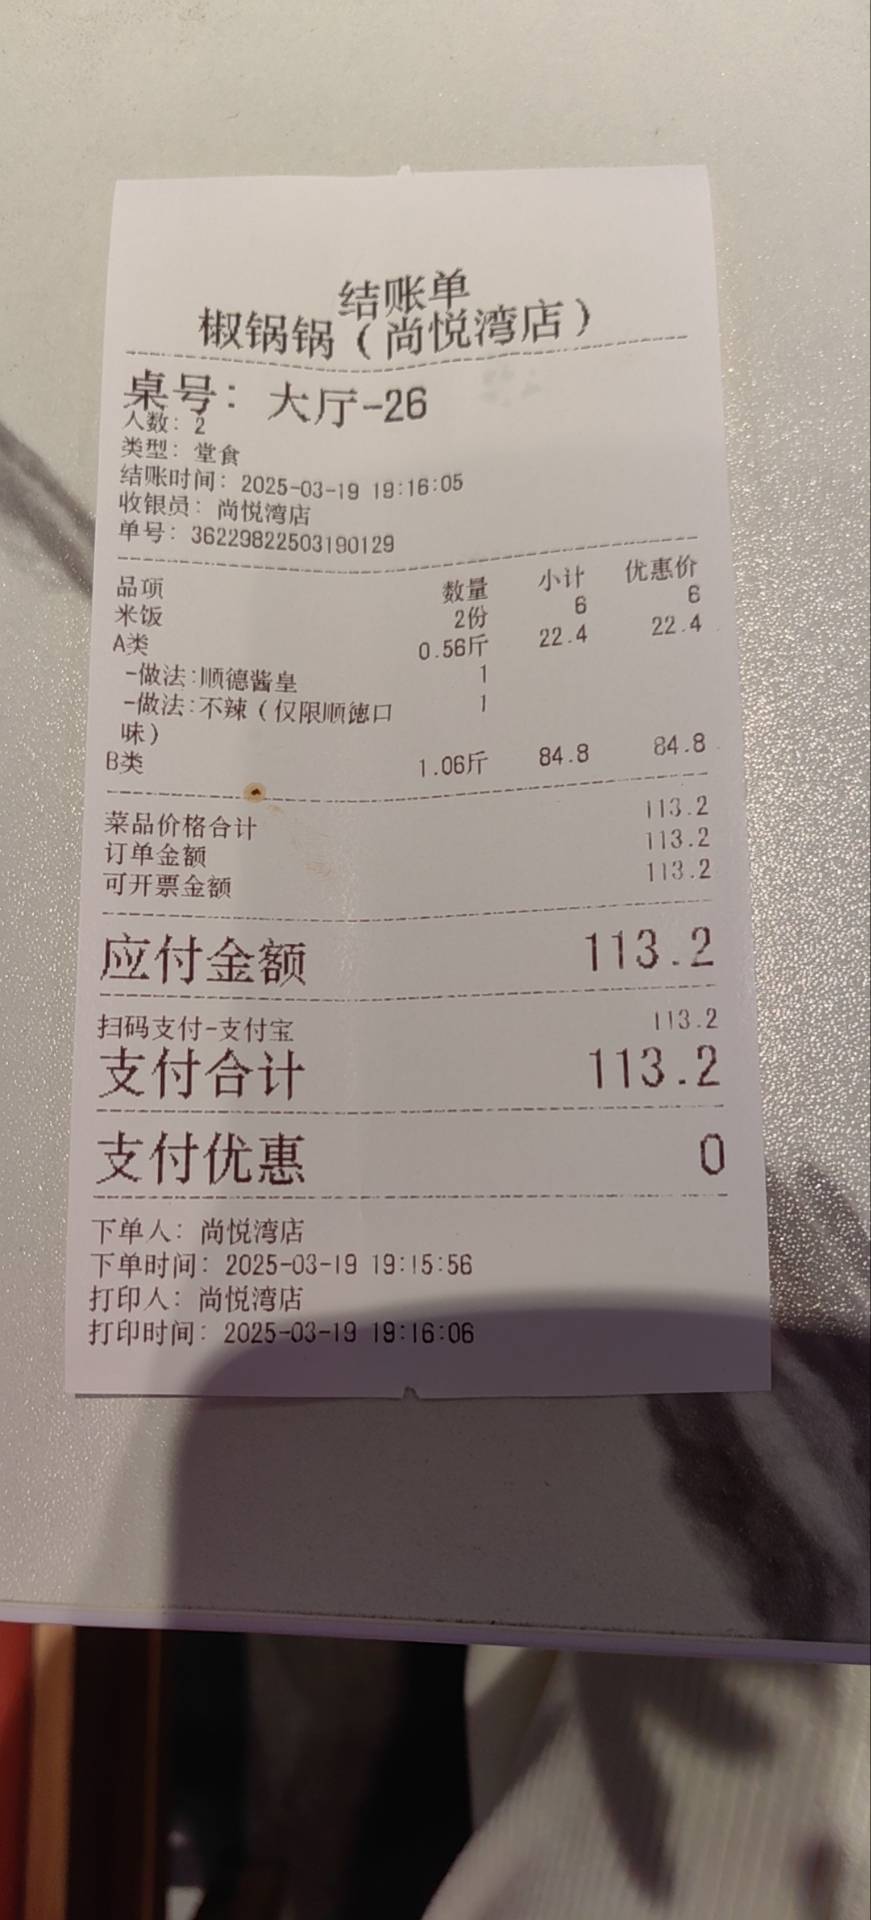 结账单
椒锅锅（尚悦湾店）
桌号：大厅-26
人数：2
类型：堂食
结账时间：2025-03-19 19:16:05
收银员：尚悦湾店
单号：36229822503190129
品项 数量 小计 优惠价
米饭 2份 6 6
A类 0.56斤 22.4 22.4
-做法:顺德酱皇 1
-做法:不辣（仅限顺德口 1
味）
B类 1.06斤 84.8 84.8
菜品价格合计 113.2
订单金额 113.2
可开票金额 113.2
应付金额 113.2
扫码支付-支付宝 113.2
支付合计 113.2
支付优惠 0
下单人：尚悦湾店
下单时间：2025-03-19 19:15:56
打印人：尚悦湾店
打印时间：2025-03-19 19:16:06